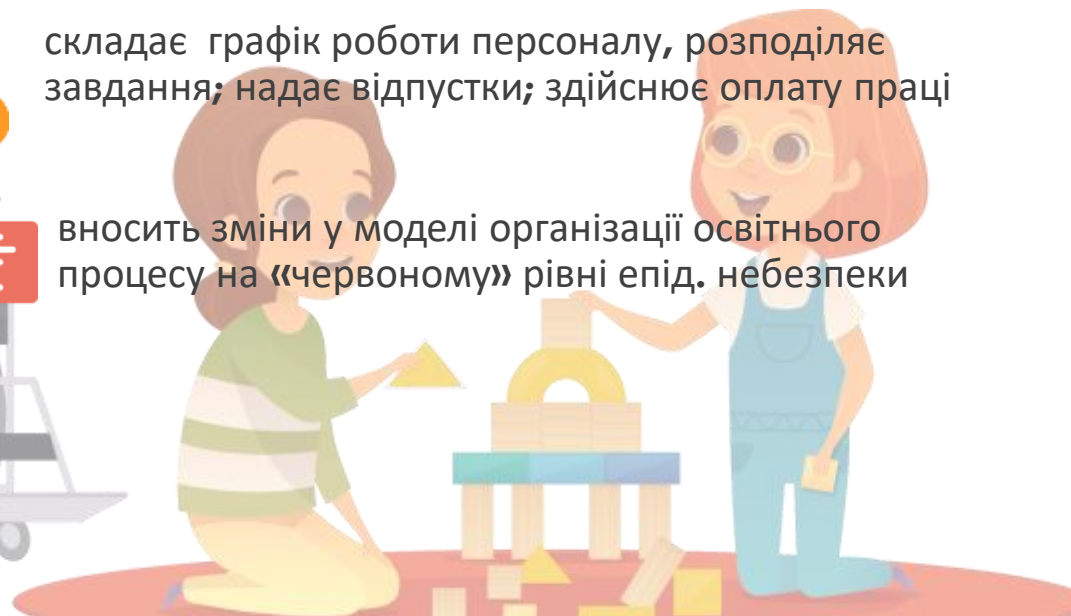 складає графік роботи персоналу, розподіляє
завдання; надає відпустки; здійснює оплату праці
вносить зміни у моделі організації освітнього
процесу на «червоному» рівні епід. небезпеки